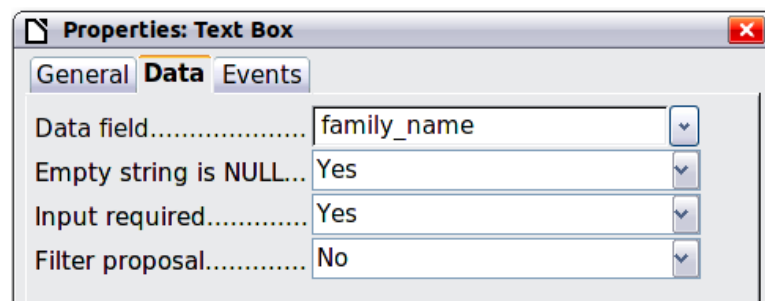 Properties: Text Box
General Data Events
Data field..................... family_name
Empty string is NULL... Yes
Input required............. Yes
Filter proposal............. No